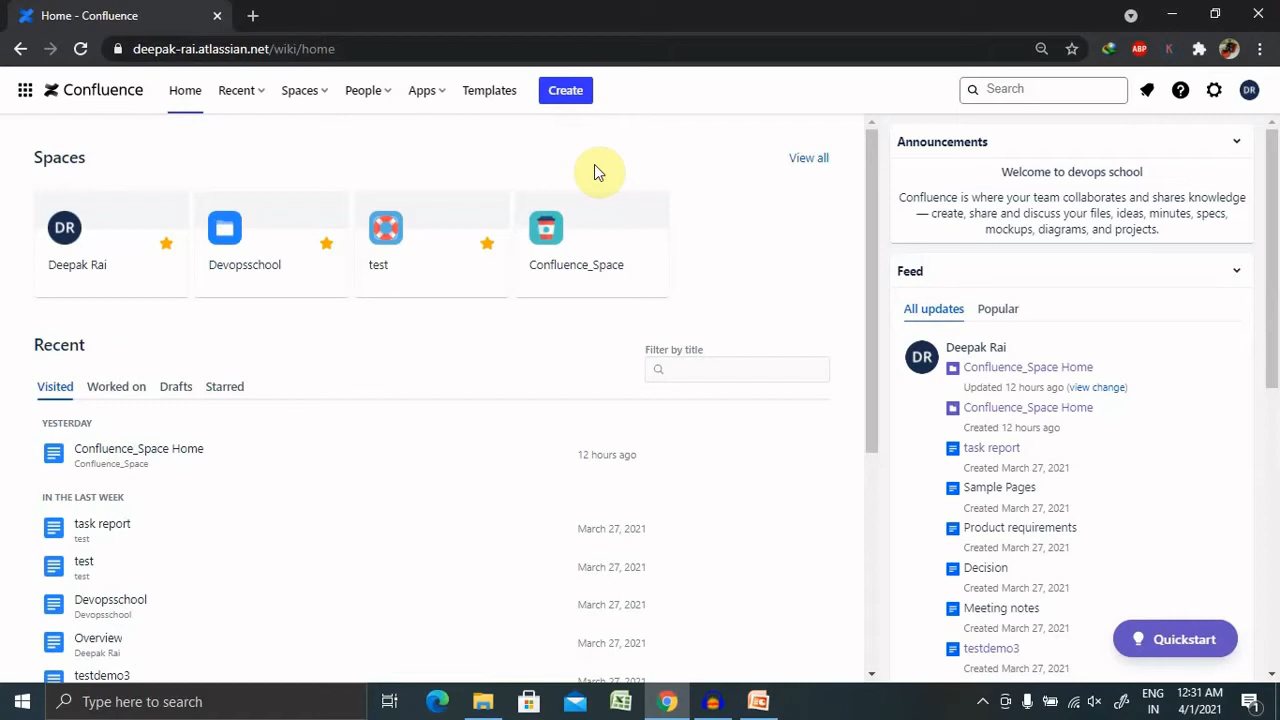 Home - Confluence
deepak-rai.atlassian.net/wiki/home
ABP
K
Confluence
Home
Recent
Spaces
People
Apps
Templates
Create
Search
DR
Spaces
View all
DR
Deepak Rai
Devopsschool
test
Confluence_Space
Recent
Filter by title
Visited
Worked on
Drafts
Starred
YESTERDAY
Confluence_Space Home
Confluence_Space
12 hours ago
IN THE LAST WEEK
task report
test
March 27, 2021
test
test
March 27, 2021
Devopsschool
Devopsschool
March 27, 2021
Overview
Deepak Rai
March 27, 2021
testdemo3
March 27, 2021
Announcements
Welcome to devops school
Confluence is where your team collaborates and shares knowledge
— create, share and discuss your files, ideas, minutes, specs,
mockups, diagrams, and projects.
Feed
All updates
Popular
DR
Deepak Rai
Confluence_Space Home
Updated 12 hours ago (view change)
Confluence_Space Home
Created 12 hours ago
task report
Created March 27, 2021
Sample Pages
Created March 27, 2021
Product requirements
Created March 27, 2021
Decision
Created March 27, 2021
Meeting notes
Created March 27, 2021
testdemo3
Created March 27, 2021
Quickstart
Type here to search
ENG
IN
12:31 AM
4/1/2021
1